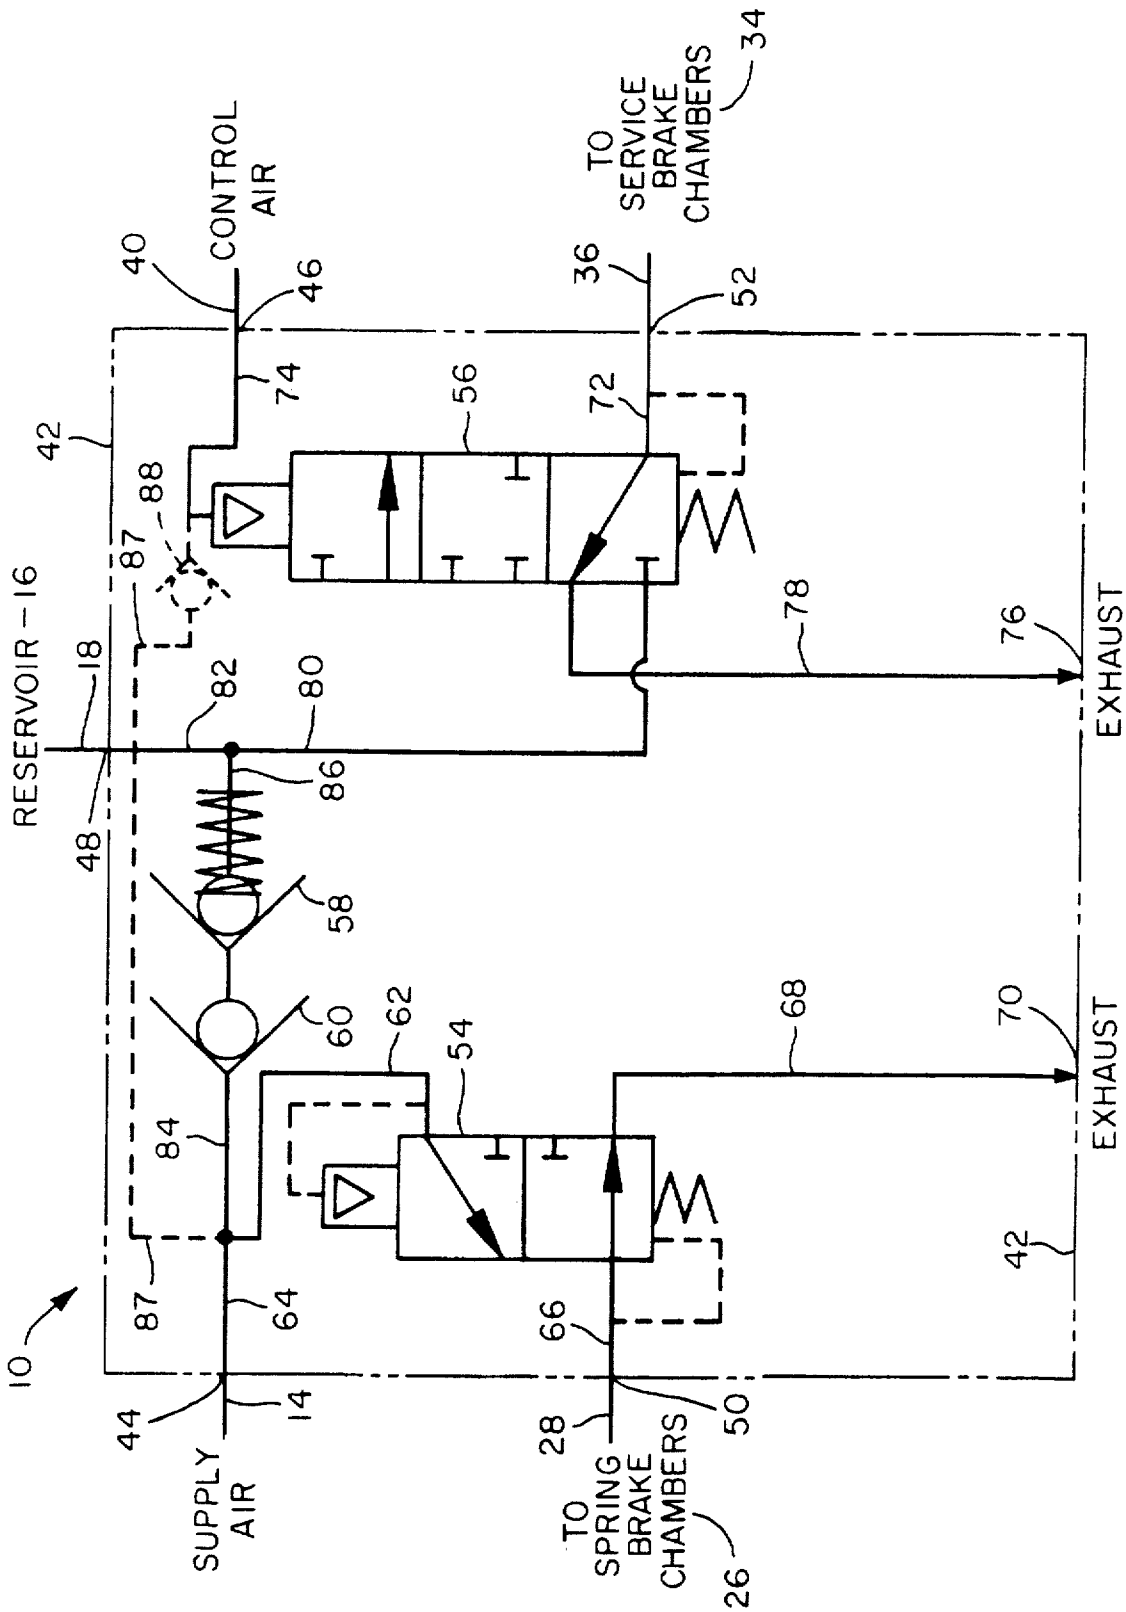 10
42
RESERVOIR-16
18
48
87
88
40
CONTROL
AIR
46
74
82
86
80
58
60
84
87
64
44
14
SUPPLY
AIR
62
54
56
72
36
52
TO
SERVICE
BRAKE
CHAMBERS
34
66
28
50
TO
SPRING
BRAKE
CHAMBERS
26
68
70
EXHAUST
78
76
EXHAUST
42